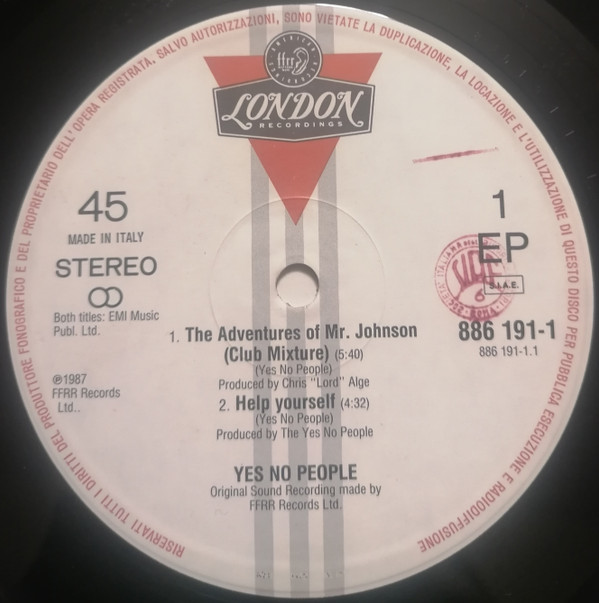 RISERVATI TUTTI I DIRITTI DEL PRODUTTORE FONOGRAFICO E DEL PROPRIETARIO DELL'OPERA REGISTRATA, SALVO AUTORIZZAZIONI, SONO VIETATE LA DUPLICAZIONE, LA LOCAZIONE E L'UTILIZZAZIONE DI QUESTO DISCO PER PUBBLICA ESECUZIONE E RADIODIFFUSIONE
AMERICAN
ffrr
LONDON
RECORDINGS
45
MADE IN ITALY
STEREO
Both titles: EMI Music
Publ. Ltd.
℗1987
FFRR Records
Ltd..
1
EP
SIAE
ROMA
S.I.A.E.
886 191-1
886 191-1.1
1. The Adventures of Mr. Johnson
(Club Mixture) (5:40)
(Yes No People)
Produced by Chris "Lord" Alge
2. Help yourself (4:32)
(Yes No People)
Produced by The Yes No People
YES NO PEOPLE
Original Sound Recording made by
FFRR Records Ltd.